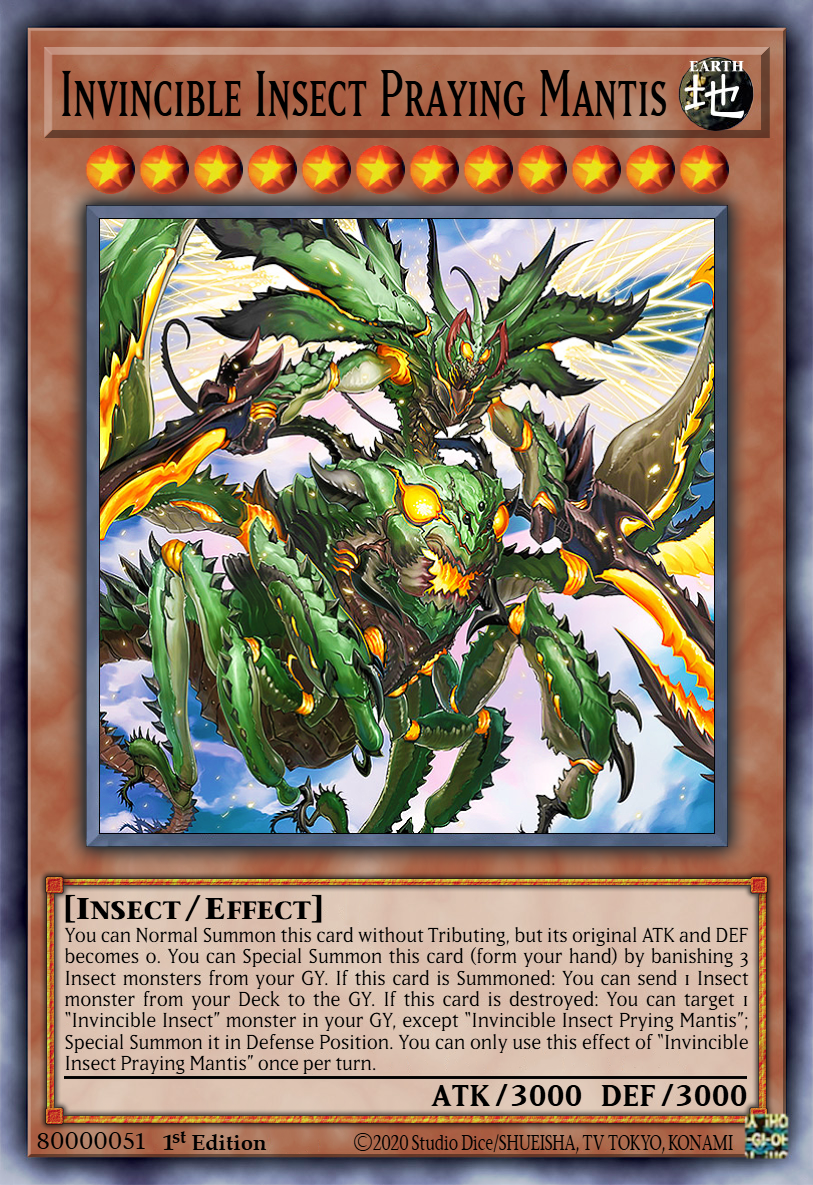 INVINCIBLE INSECT PRAYING MANTIS
EARTH
地
[INSECT / EFFECT]
You can Normal Summon this card without Tributing, but its original ATK and DEF
becomes 0. You can Special Summon this card (form your hand) by banishing 3
Insect monsters from your GY. If this card is Summoned: You can send 1 Insect
monster from your Deck to the GY. If this card is destroyed: You can target 1
"Invincible Insect" monster in your GY, except "Invincible Insect Prying Mantis";
Special Summon it in Defense Position. You can only use this effect of "Invincible
Insect Praying Mantis" once per turn.
ATK / 3000 DEF / 3000
80000051 1st Edition ©2020 Studio Dice/SHUEISHA, TV TOKYO, KONAMI